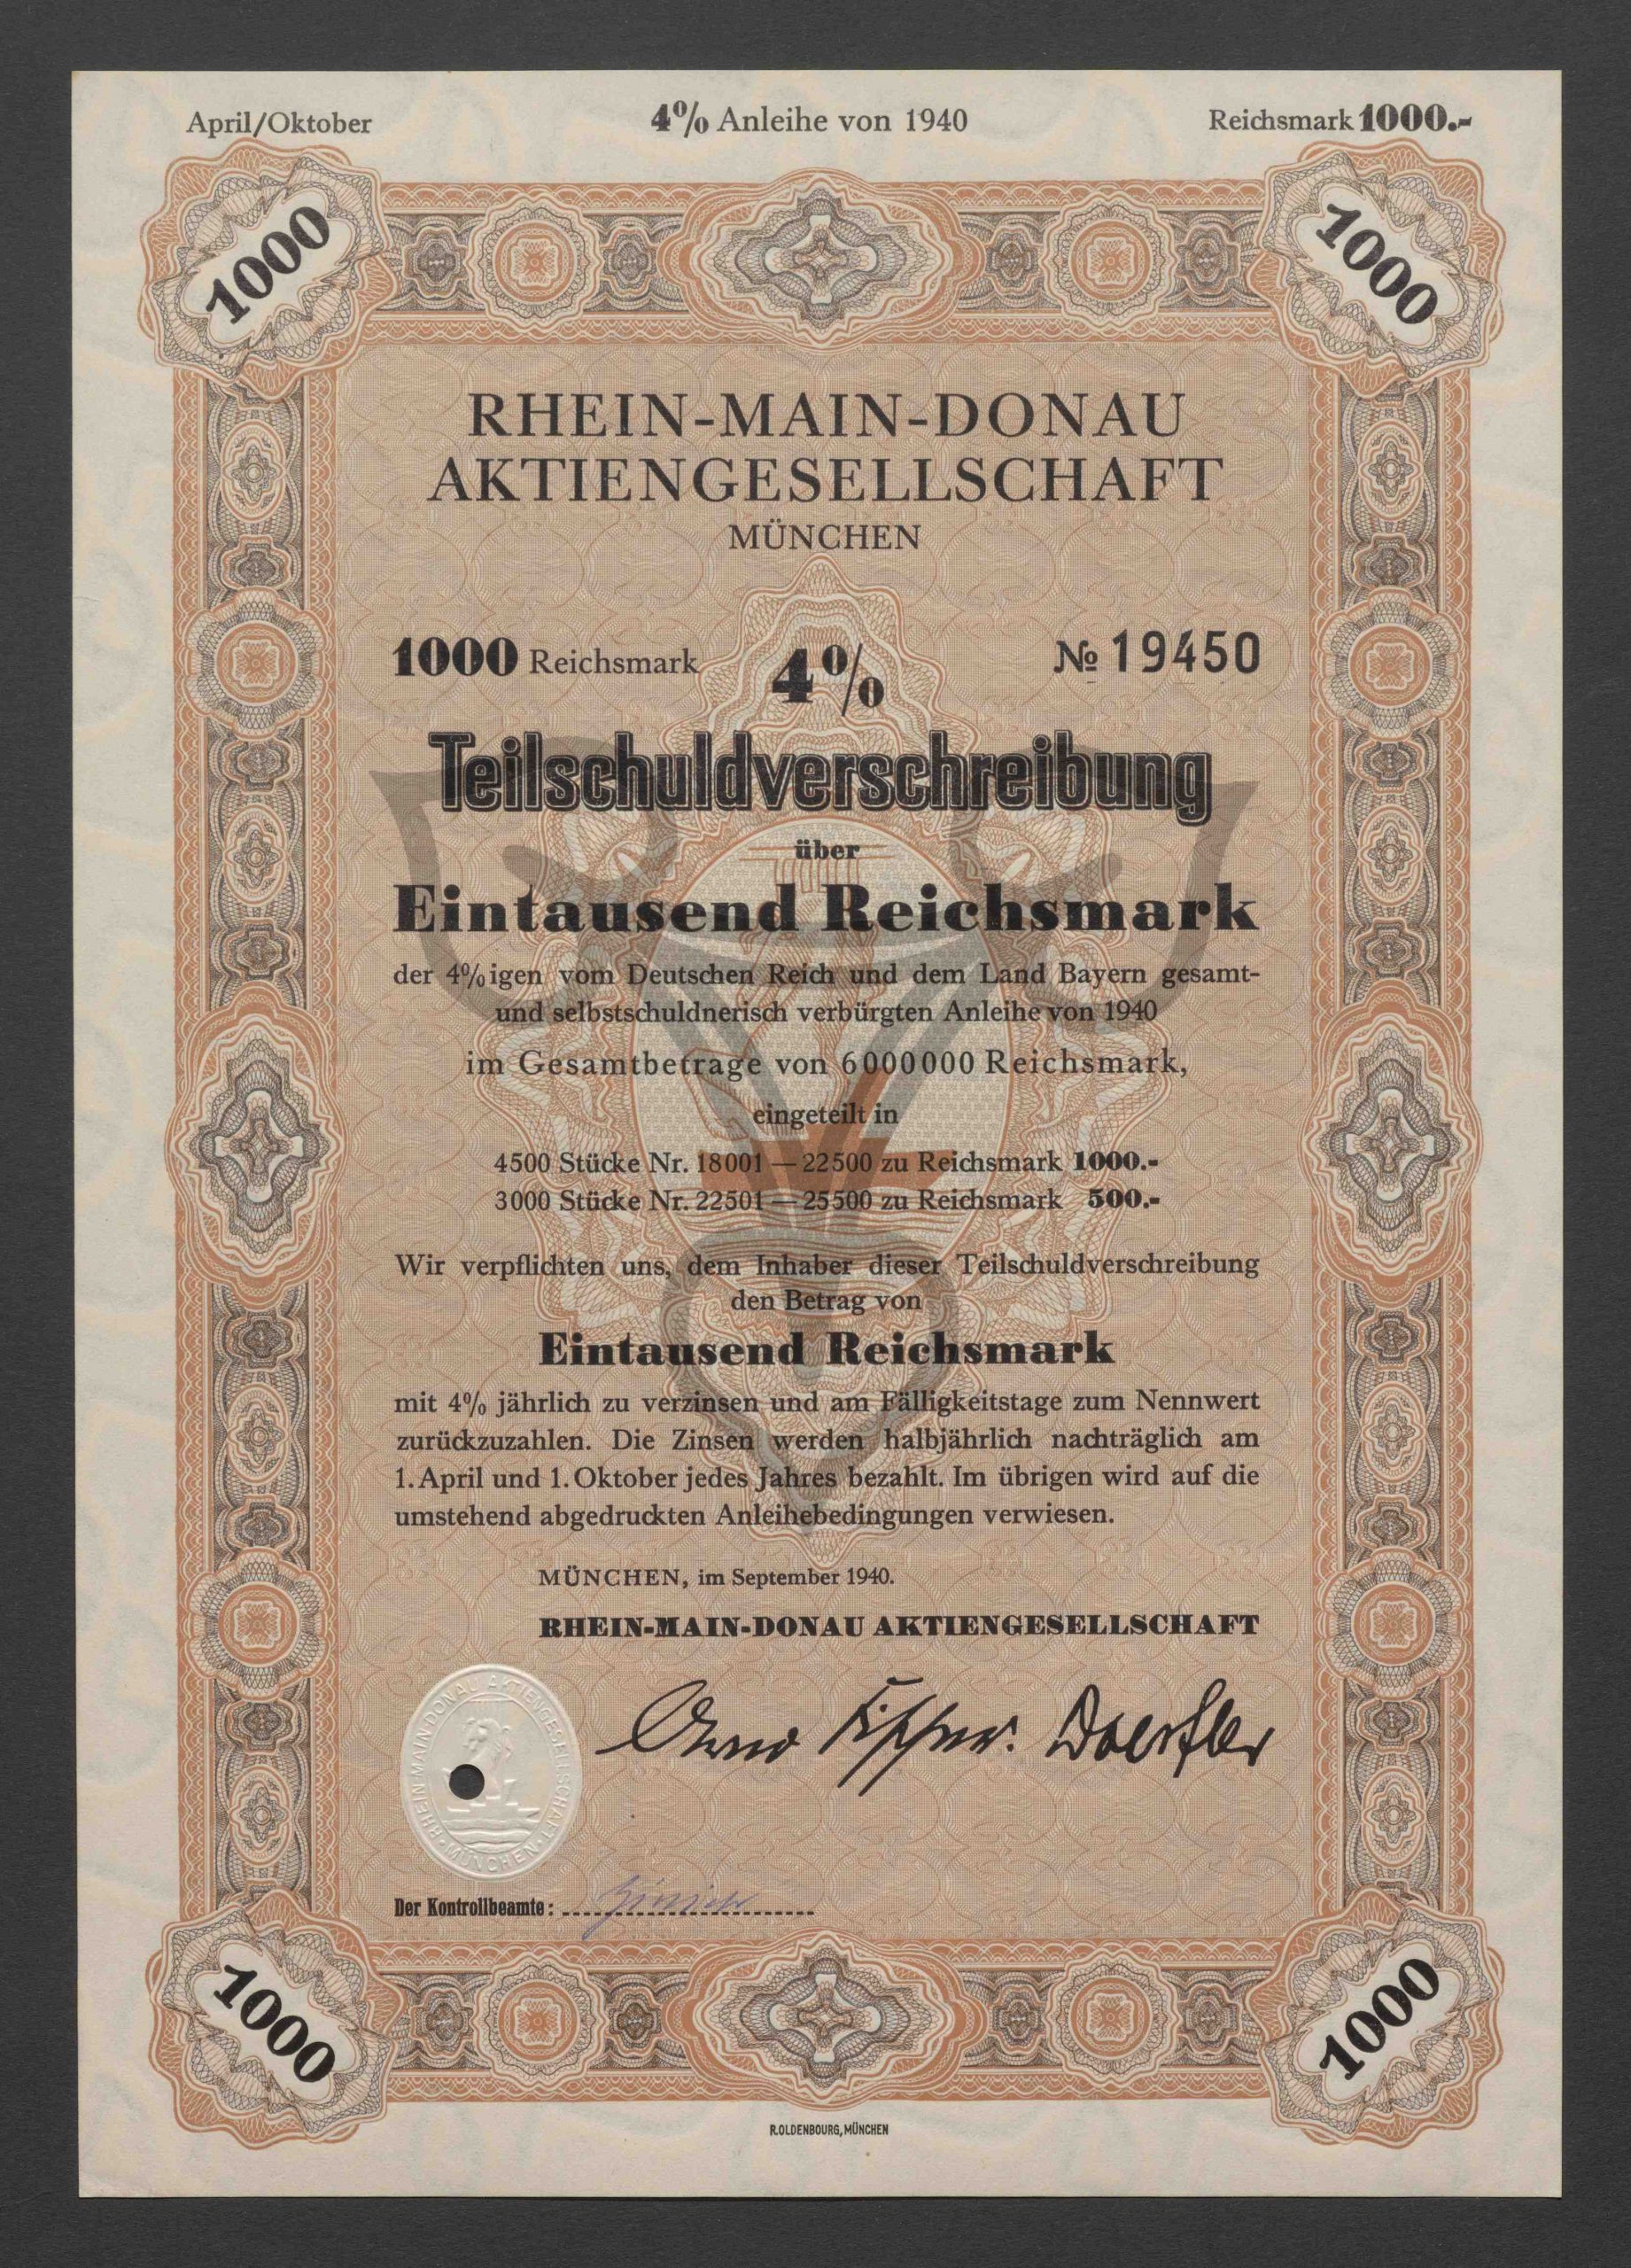 April/Oktober 4% Anleihe von 1940 Reichsmark 1000.-
1000 1000
RHEIN-MAIN-DONAU
AKTIENGESELLSCHAFT
MÜNCHEN
1000 Reichsmark 4% № 19450
Teilschuldverschreibung
über
Eintausend Reichsmark
der 4%igen vom Deutschen Reich und dem Land Bayern gesamt-
und selbstschuldnerisch verbürgten Anleihe von 1940
im Gesamtbetrage von 6000000 Reichsmark,
eingeteilt in
4500 Stücke Nr. 18001 — 22500 zu Reichsmark 1000.-
3000 Stücke Nr. 22501 — 25500 zu Reichsmark 500.-
Wir verpflichten uns, dem Inhaber dieser Teilschuldverschreibung
den Betrag von
Eintausend Reichsmark
mit 4% jährlich zu verzinsen und am Fälligkeitstage zum Nennwert
zurückzuzahlen. Die Zinsen werden halbjährlich nachträglich am
1. April und 1. Oktober jedes Jahres bezahlt. Im übrigen wird auf die
umstehend abgedruckten Anleihebedingungen verwiesen.
MÜNCHEN, im September 1940.
RHEIN-MAIN-DONAU AKTIENGESELLSCHAFT
RHEIN-MAIN-DONAU AKTIENGESELLSCHAFT
MÜNCHEN
Doerfler
Der Kontrollbeamte:
1000 1000
R.OLDENBOURG, MÜNCHEN